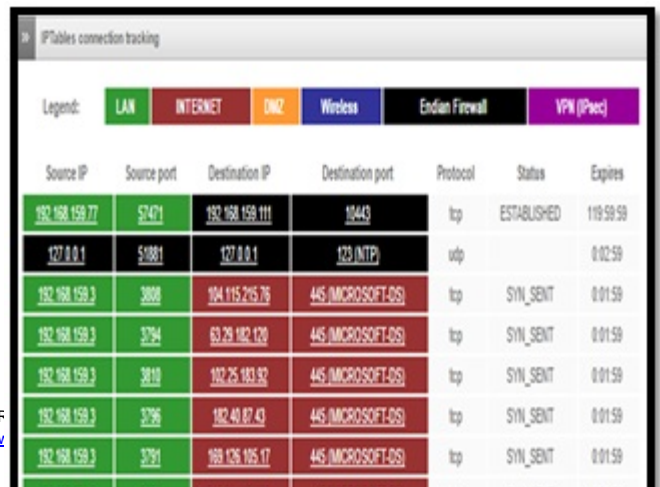 IPTables connection tracking
Legend: LAN INTERNET DMZ Wireless Endian Firewall VPN (IPsec)
Source IP Source port Destination IP Destination port Protocol Status Expires
192.168.159.77 57471 192.168.159.111 10443 tcp ESTABLISHED 119:59:59
127.0.0.1 51881 127.0.0.1 123 (NTP) udp 0:02:59
192.168.159.3 3808 104.115.215.76 445 (MICROSOFT-DS) tcp SYN_SENT 0:01:59
192.168.159.3 3794 63.29.182.120 445 (MICROSOFT-DS) tcp SYN_SENT 0:01:59
192.168.159.3 3810 102.25.183.92 445 (MICROSOFT-DS) tcp SYN_SENT 0:01:59
192.168.159.3 3796 182.40.87.43 445 (MICROSOFT-DS) tcp SYN_SENT 0:01:59
192.168.159.3 3791 169.126.105.17 445 (MICROSOFT-DS) tcp SYN_SENT 0:01:59